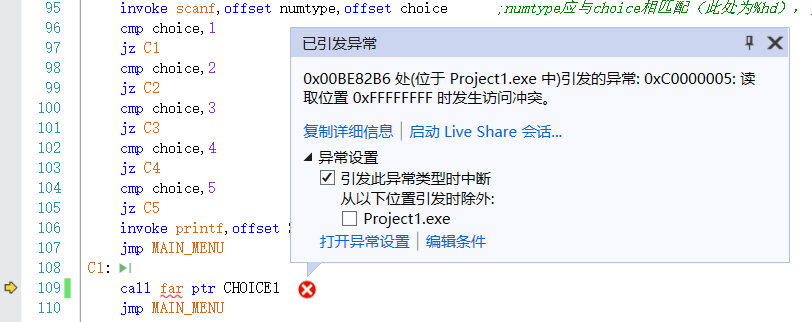 95 invoke scanf,offset numtype,offset choice ;numtype应与choice相匹配（此处为%hd），
96 cmp choice,1
97 jz C1
98 cmp choice,2
99 jz C2
100 cmp choice,3
101 jz C3
102 cmp choice,4
103 jz C4
104 cmp choice,5
105 jz C5
106 invoke printf,offset
107 jmp MAIN_MENU
108 C1:
109 call far ptr CHOICE1
110 jmp MAIN_MENU
已引发异常
0x00BE82B6 处(位于 Project1.exe 中)引发的异常: 0xC0000005: 读
取位置 0xFFFFFFFF 时发生访问冲突。
复制详细信息 | 启动 Live Share 会话...
异常设置
引发此异常类型时中断
从以下位置引发时除外:
Project1.exe
打开异常设置 | 编辑条件